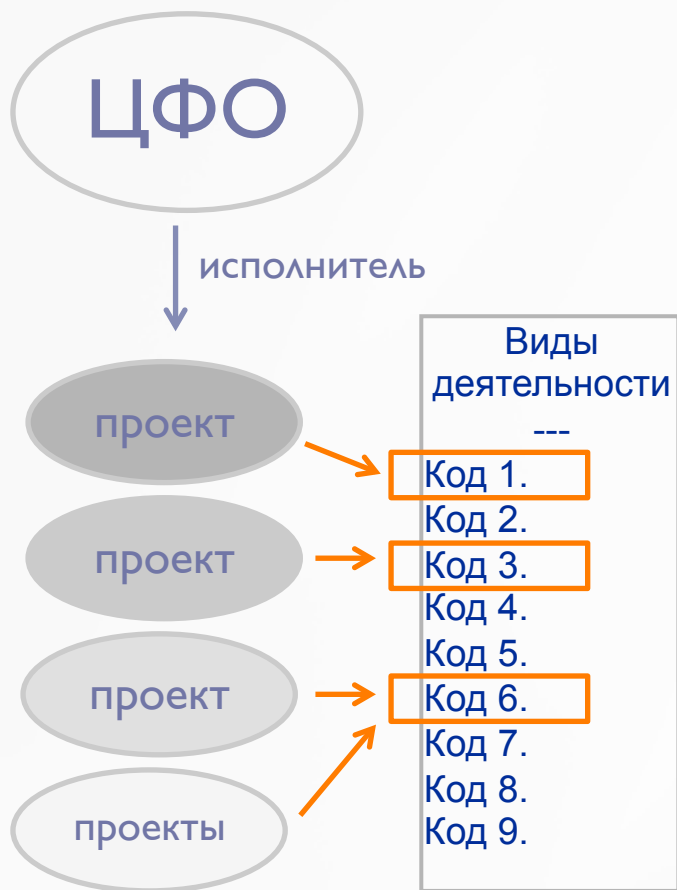 ЦФО
исполнитель
проект
проект
проект
проекты
Виды
деятельности
---
Код 1.
Код 2.
Код 3.
Код 4.
Код 5.
Код 6.
Код 7.
Код 8.
Код 9.